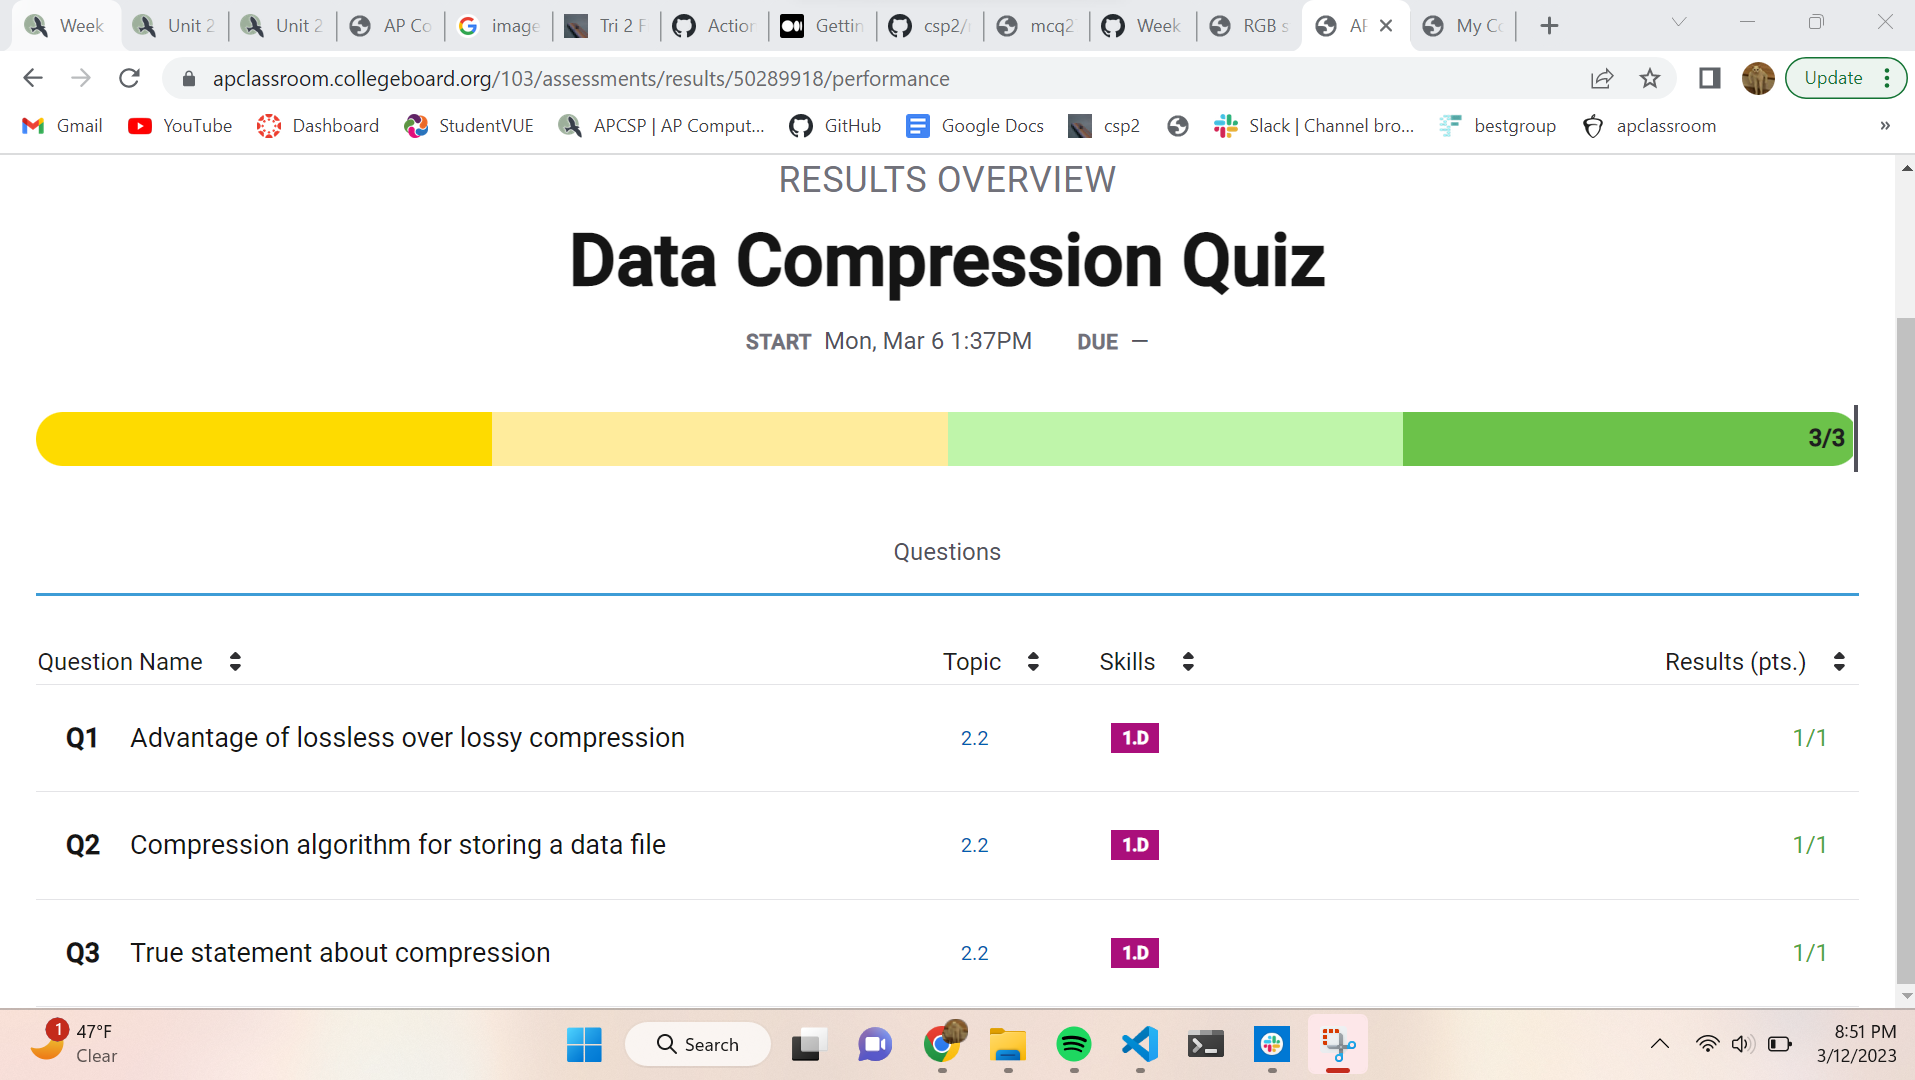 Week
Unit 2
Unit 2
AP Co
image
Tri 2 F
Action
Gettin
csp2/
mcq2
Week
RGB s
AP
My Co
apclassroom.collegeboard.org/103/assessments/results/50289918/performance
Update
Gmail
YouTube
Dashboard
StudentVUE
APCSP | AP Comput...
GitHub
Google Docs
csp2
Slack | Channel bro...
bestgroup
apclassroom
»
RESULTS OVERVIEW
Data Compression Quiz
START Mon, Mar 6 1:37PM DUE —
3/3
Questions
Question Name Topic Skills Results (pts.)
Q1 Advantage of lossless over lossy compression 2.2 1.D 1/1
Q2 Compression algorithm for storing a data file 2.2 1.D 1/1
Q3 True statement about compression 2.2 1.D 1/1
1
47°F
Clear
Search
8:51 PM
3/12/2023